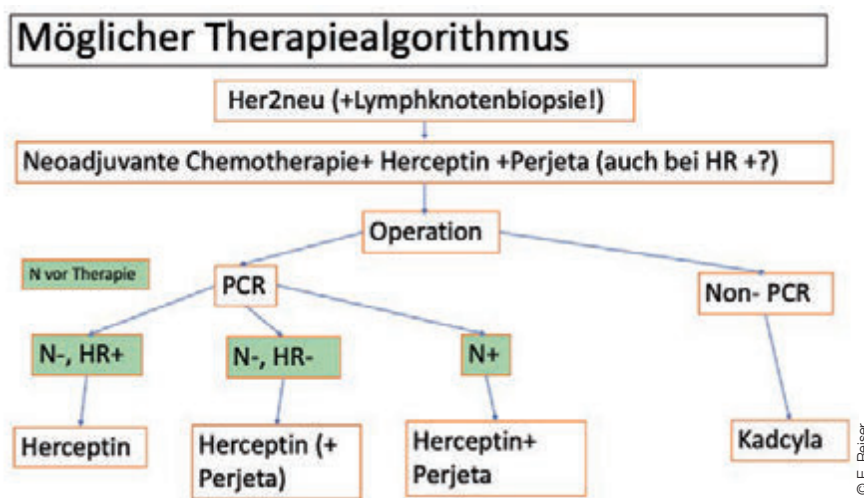 Möglicher Therapiealgorithmus
Her2neu (+Lymphknotenbiopsie!)
Neoadjuvante Chemotherapie+ Herceptin +Perjeta (auch bei HR +?)
Operation
N vor Therapie
PCR
Non- PCR
N-, HR+
N-, HR-
N+
Herceptin
Herceptin (+
Perjeta)
Herceptin+
Perjeta
Kadcyla
© E. Reiser